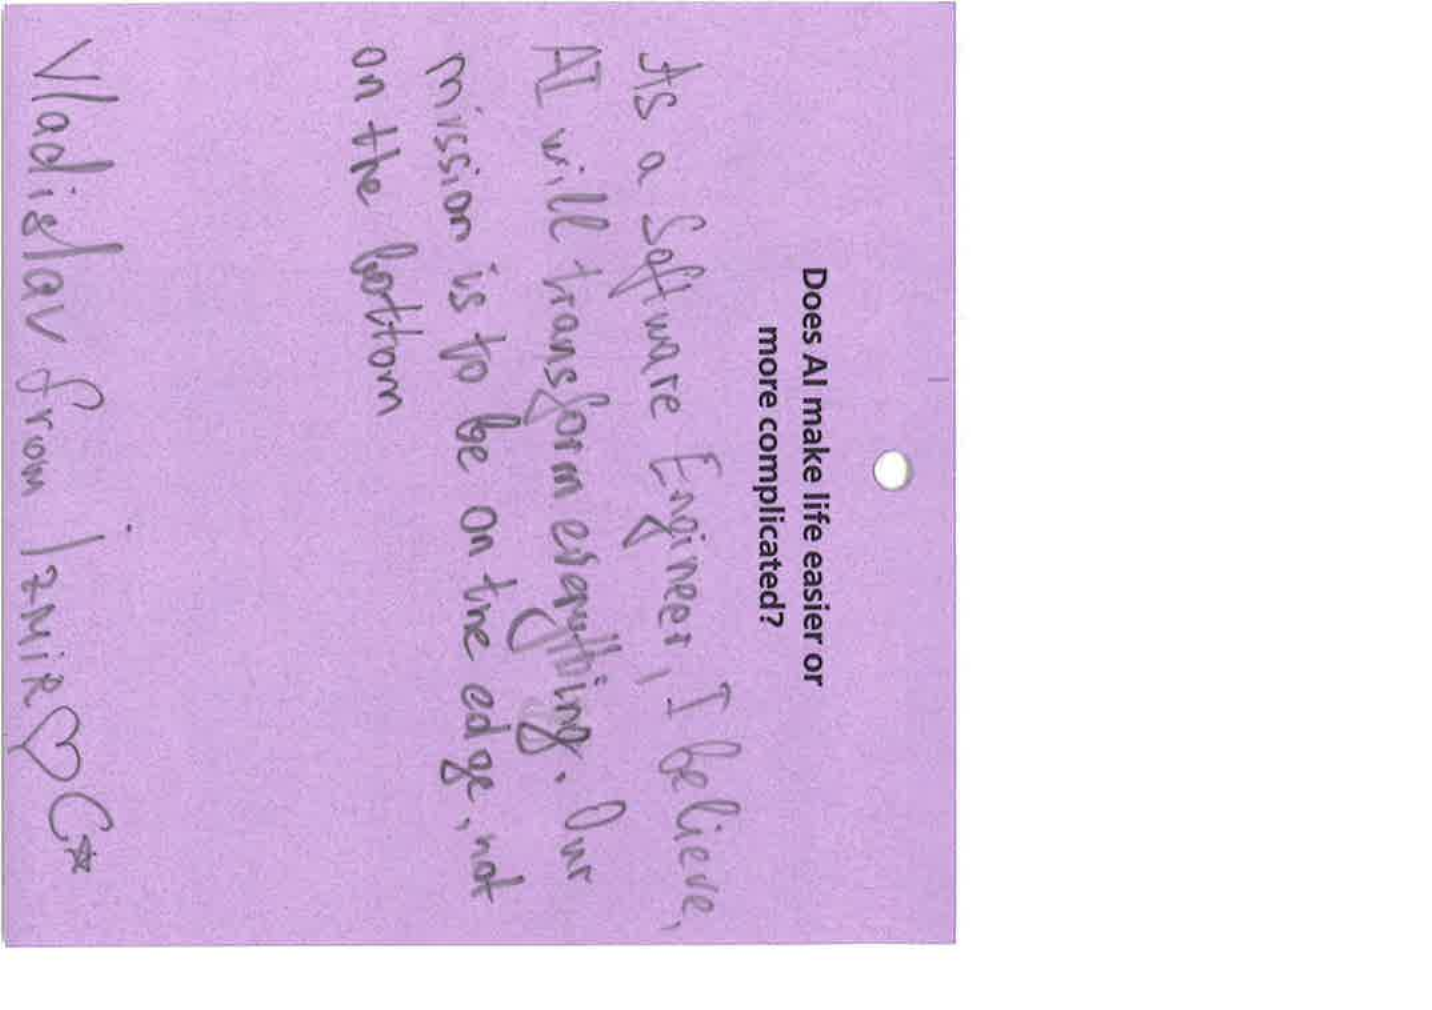 Does AI make life easier or
more complicated?
As a Software Engineer, I believe,
AI will transform everything. Our
mission is to be on the edge, not
on the bottom
Vladislav from IZMIR♡☪